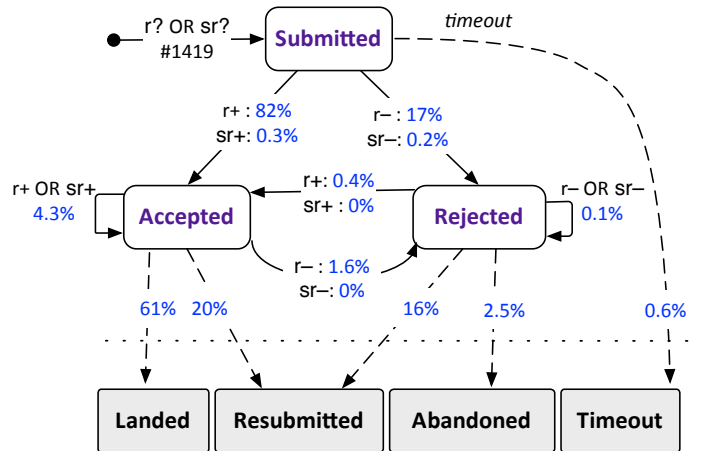 timeout
r? OR sr?
#1419
Submitted
r+ : 82%
sr+: 0.3%
r– : 17%
sr–: 0.2%
r+ OR sr+
4.3%
Accepted
r+: 0.4%
sr+ : 0%
Rejected
r– OR sr–
0.1%
r– : 1.6%
sr–: 0%
61%
20%
16%
2.5%
0.6%
Landed
Resubmitted
Abandoned
Timeout